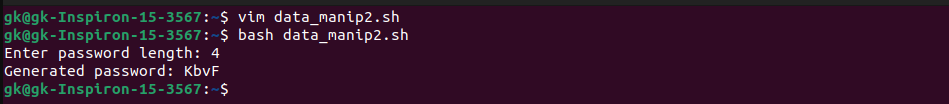 gk@gk-Inspiron-15-3567:~$ vim data_manip2.sh
gk@gk-Inspiron-15-3567:~$ bash data_manip2.sh
Enter password length: 4
Generated password: KbvF
gk@gk-Inspiron-15-3567:~$